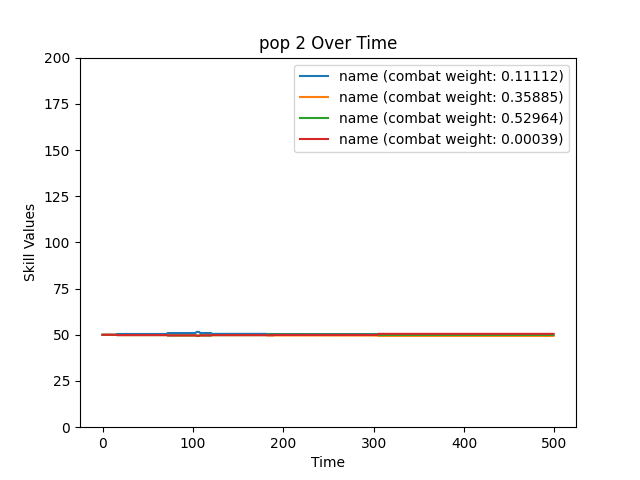 pop 2 Over Time
name (combat weight: 0.11112)
name (combat weight: 0.35885)
name (combat weight: 0.52964)
name (combat weight: 0.00039)
200
175
150
125
100
75
50
25
0
Skill Values
0 100 200 300 400 500
Time